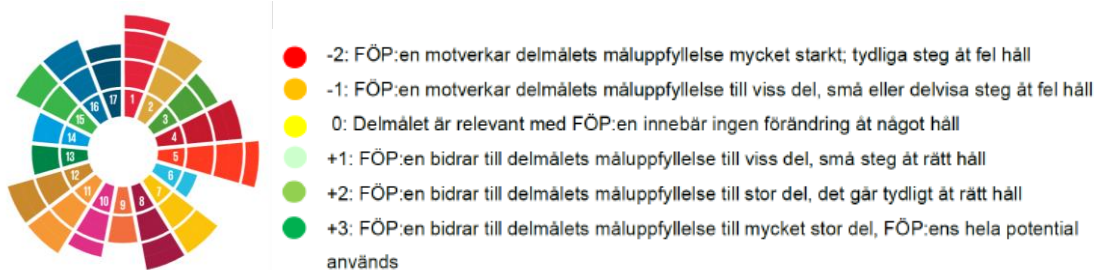 1
2
3
4
5
6
7
8
9
10
11
12
13
14
15
16
17
-2: FÖP:en motverkar delmålets måluppfyllelse mycket starkt; tydliga steg åt fel håll
-1: FÖP:en motverkar delmålets måluppfyllelse till viss del, små eller delvisa steg åt fel håll
0: Delmålet är relevant med FÖP:en innebär ingen förändring åt något håll
+1: FÖP:en bidrar till delmålets måluppfyllelse till viss del, små steg åt rätt håll
+2: FÖP:en bidrar till delmålets måluppfyllelse till stor del, det går tydligt åt rätt håll
+3: FÖP:en bidrar till delmålets måluppfyllelse till mycket stor del, FÖP:ens hela potential
används